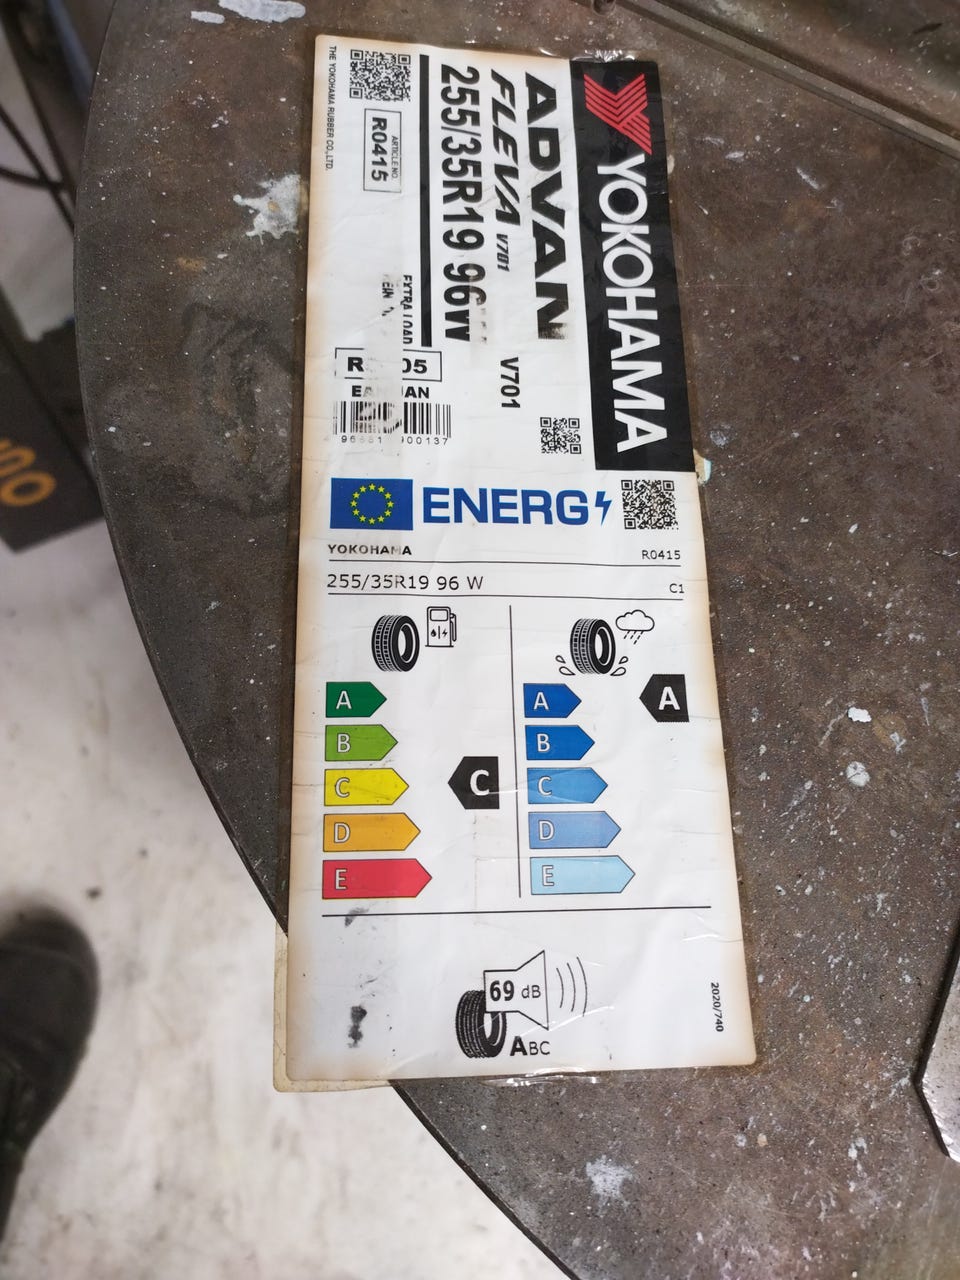 YOKOHAMA
ADVAN
FLEVA V701
255/35R19 96W
EXTRA LOAD
ARTICLE NO.
R0415
THE YOKOHAMA RUBBER CO.,LTD.
V701
ENERG
YOKOHAMA
R0415
255/35R19 96 W
C1
A
B
C
D
E
C
A
B
C
D
E
A
69 dB
ABC
2020/740